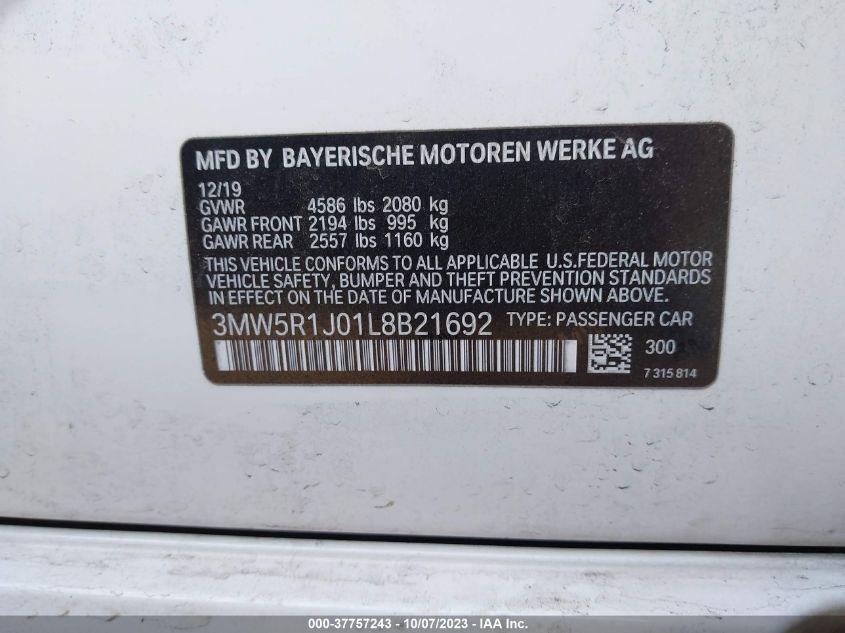 MFD BY BAYERISCHE MOTOREN WERKE AG
12/19
GVWR 4586 lbs 2080 kg
GAWR FRONT 2194 lbs 995 kg
GAWR REAR 2557 lbs 1160 kg
THIS VEHICLE CONFORMS TO ALL APPLICABLE U.S.FEDERAL MOTOR
VEHICLE SAFETY, BUMPER AND THEFT PREVENTION STANDARDS
IN EFFECT ON THE DATE OF MANUFACTURE SHOWN ABOVE.
3MW5R1J01L8B21692 TYPE: PASSENGER CAR
300
7 315 814
000-37757243 - 10/07/2023 - IAA Inc.